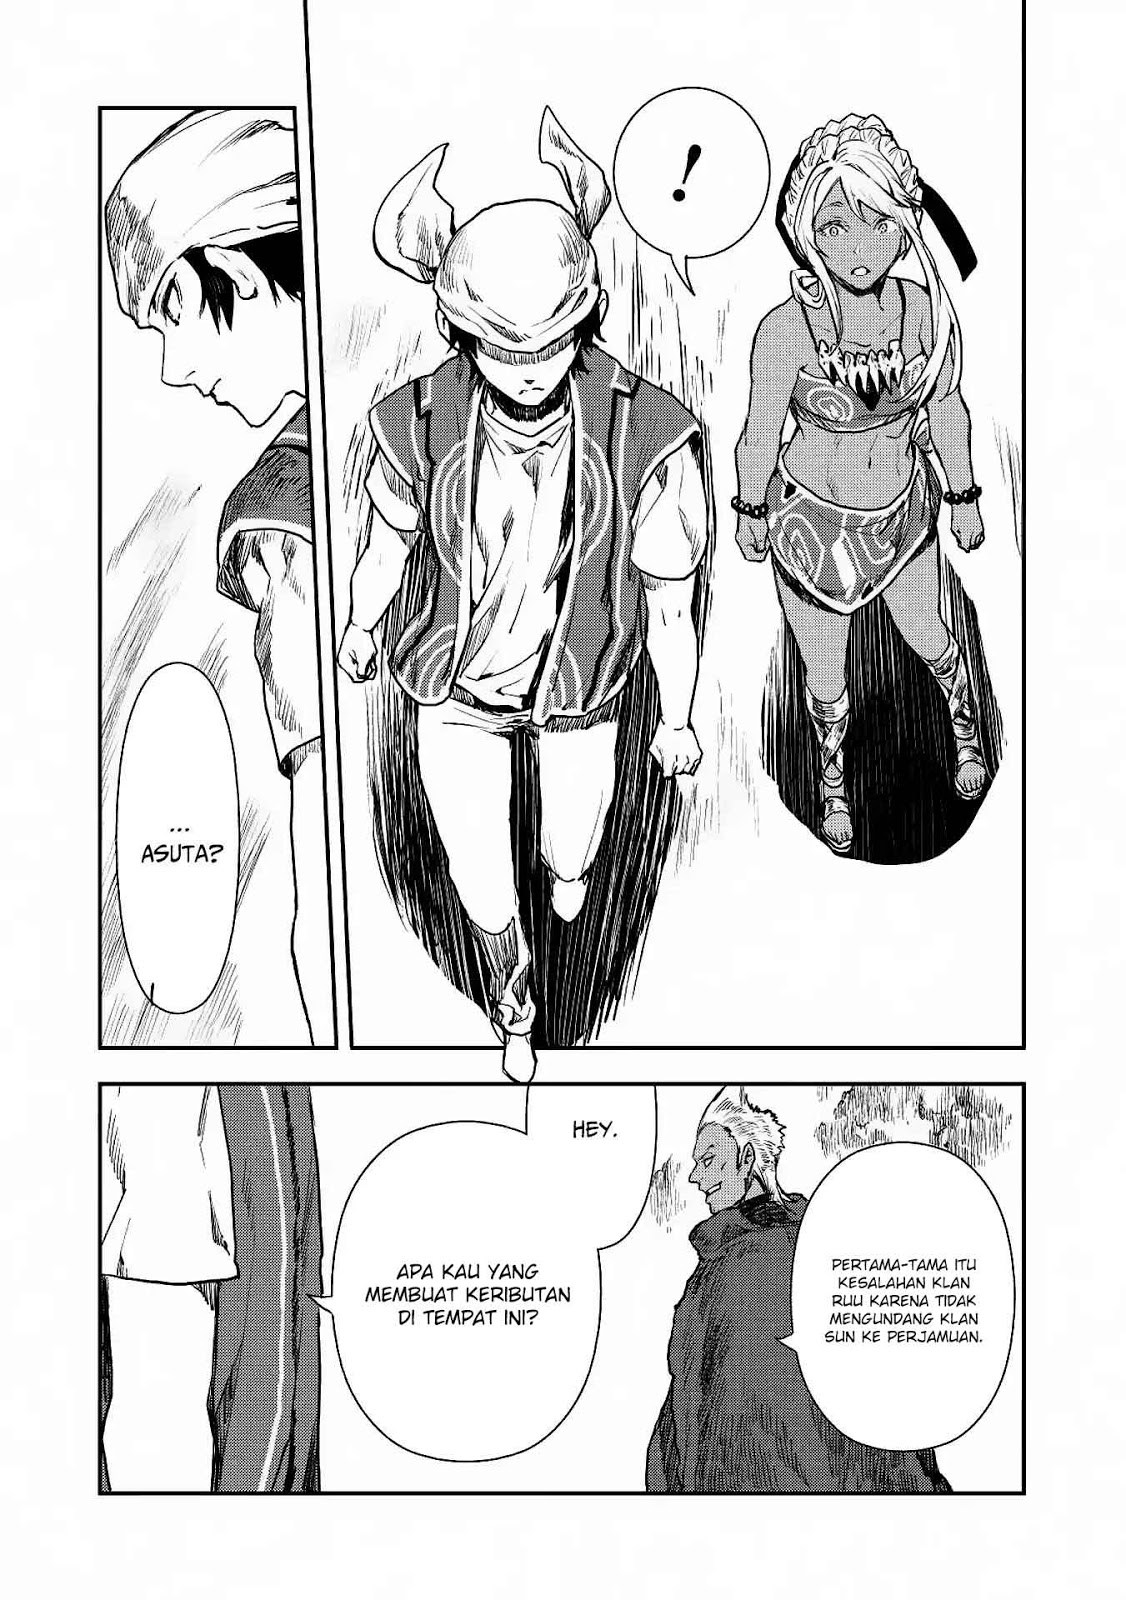 !
...
ASUTA?
PERTAMA-TAMA ITU
KESALAHAN KLAN
RUU KARENA TIDAK
MENGUNDANG KLAN
SUN KE PERJAMUAN.
HEY.
APA KAU YANG
MEMBUAT KERIBUTAN
DI TEMPAT INI?